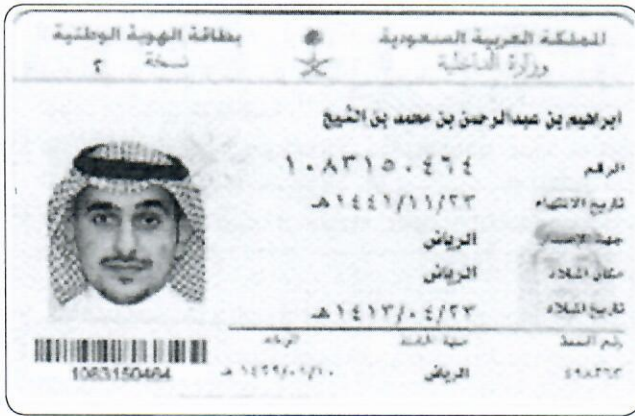 المملكة العربية السعودية
وزارة الداخلية
بطاقة الهوية الوطنية
نسخة ٢
ابراهيم بن عبدالرحمن بن محمد بن الشيخ
الرقم ١٠٨٣١٥٠٤٦٤
تاريخ الانتهاء ١٤٤١/١١/٢٣هـ
جهة الإصدار الرياض
مكان الميلاد الرياض
تاريخ الميلاد ١٤١٣/٠٤/٢٣هـ
الرياض
1083150464